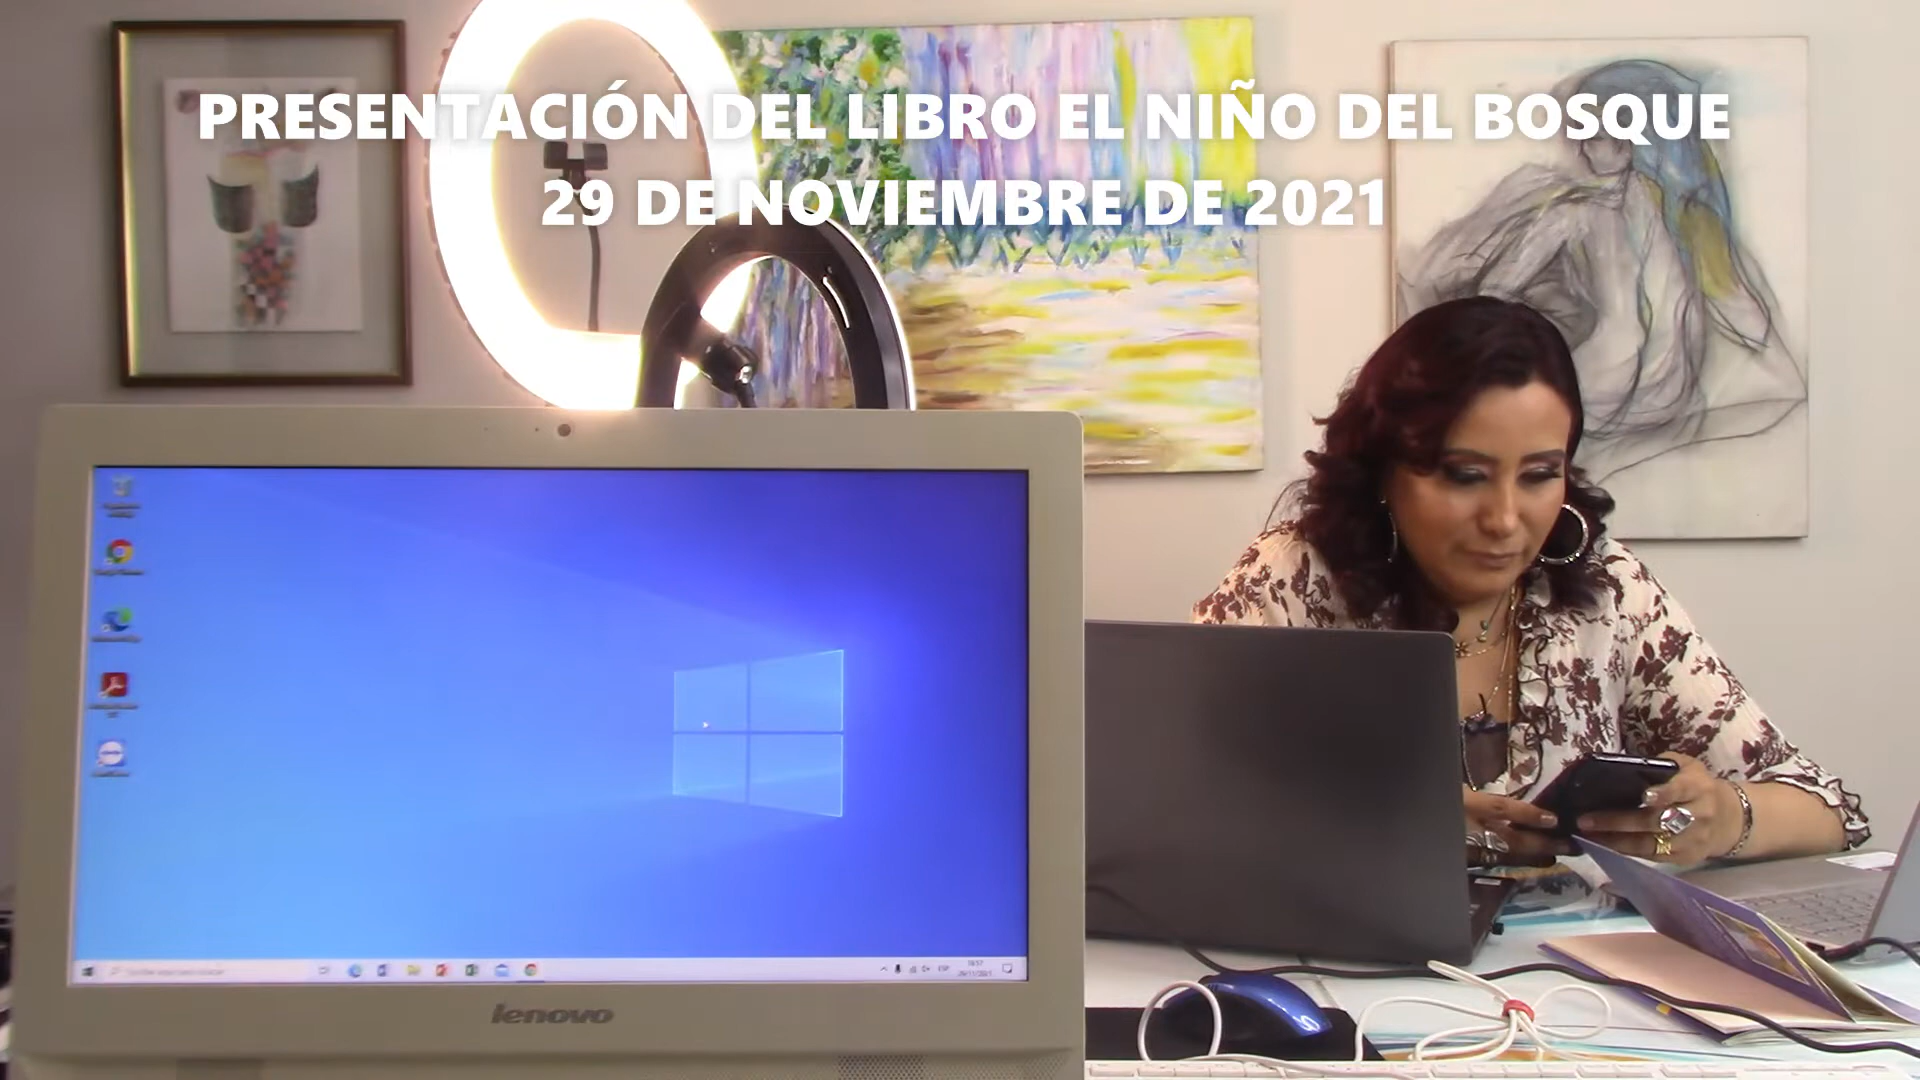 PRESENTACIÓN DEL LIBRO EL NIÑO DEL BOSQUE
29 DE NOVIEMBRE DE 2021
lenovo